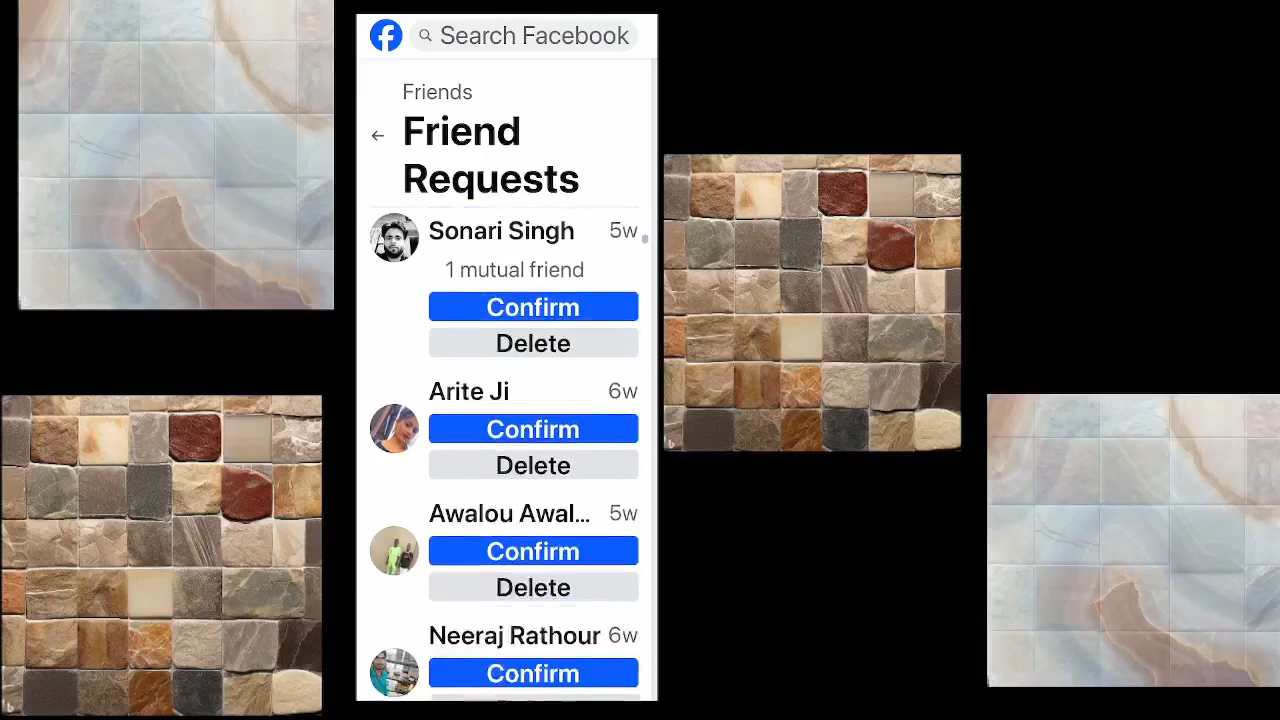 Search Facebook
Friends
Friend
Requests
Sonari Singh 5w
1 mutual friend
Confirm
Delete
Arite Ji 6w
Confirm
Delete
Awalou Awal... 5w
Confirm
Delete
Neeraj Rathour 6w
Confirm